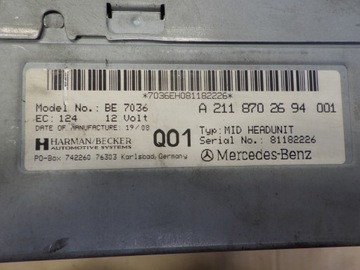 *7036EH081182226*
Model No.: BE 7036 A 211 870 26 94 001
EC: 124 12 Volt
DATE OF MANUFACTURE: 19/08 Q01 Typ: MID HEADUNIT
HARMAN/BECKER Serial No.: 81182226
AUTOMOTIVE SYSTEMS
PO-Box 742260 76303 Karlsbad, Germany Mercedes-Benz